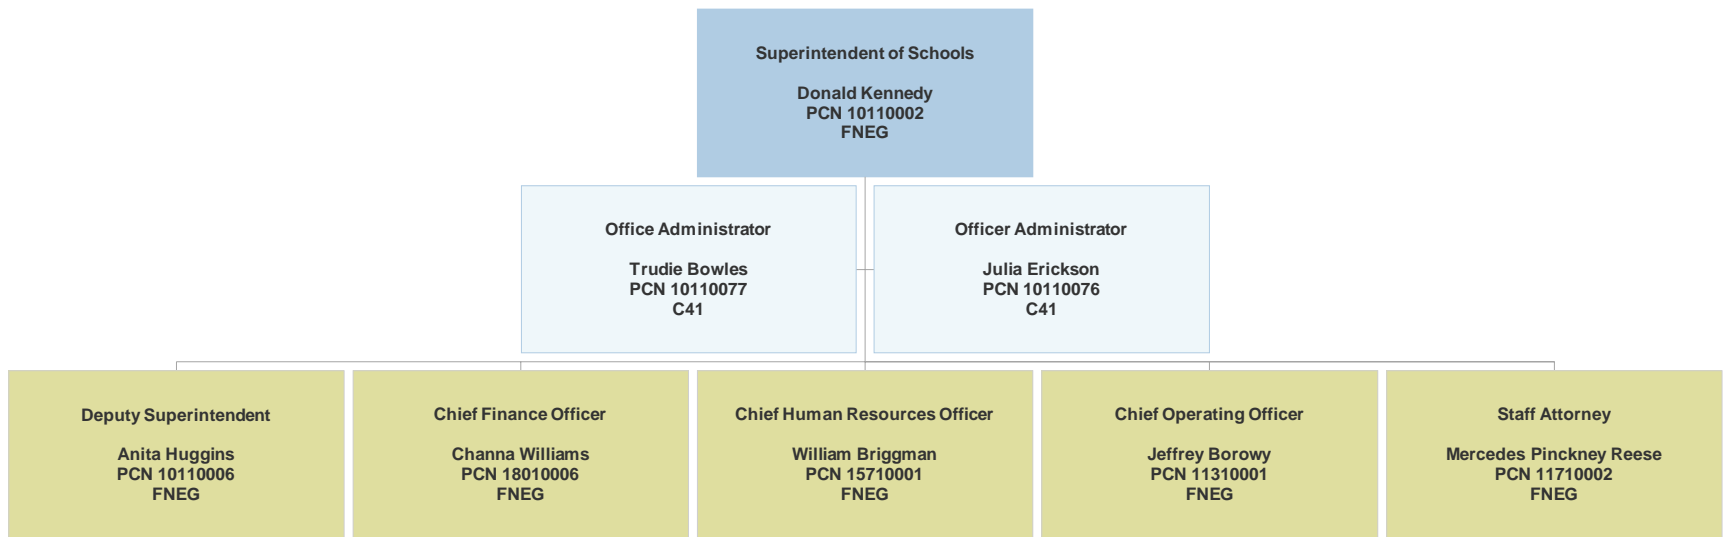 Superintendent of Schools
Donald Kennedy
PCN 10110002
FNEG
Office Administrator
Trudie Bowles
PCN 10110077
C41
Officer Administrator
Julia Erickson
PCN 10110076
C41
Deputy Superintendent
Anita Huggins
PCN 10110006
FNEG
Chief Finance Officer
Channa Williams
PCN 18010006
FNEG
Chief Human Resources Officer
William Briggman
PCN 15710001
FNEG
Chief Operating Officer
Jeffrey Borowy
PCN 11310001
FNEG
Staff Attorney
Mercedes Pinckney Reese
PCN 11710002
FNEG